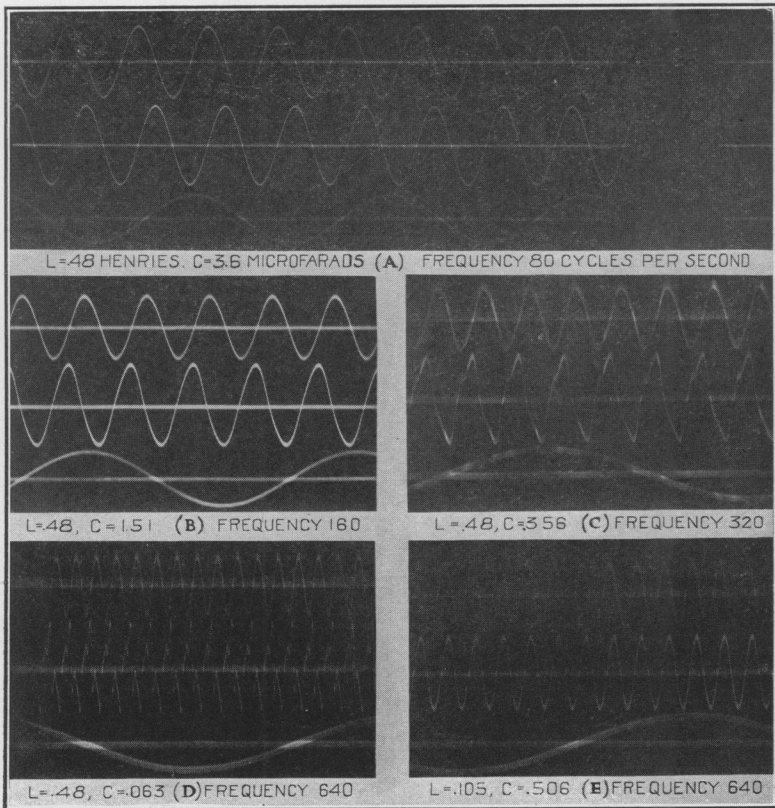 L=.48 HENRIES. C=3.6 MICROFARADS (A) FREQUENCY 80 CYCLES PER SECOND
L=.48, C=1.51 (B) FREQUENCY 160
L=.48, C=.356 (C) FREQUENCY 320
L=.48, C=.063 (D) FREQUENCY 640
L=.105, C=.506 (E) FREQUENCY 640